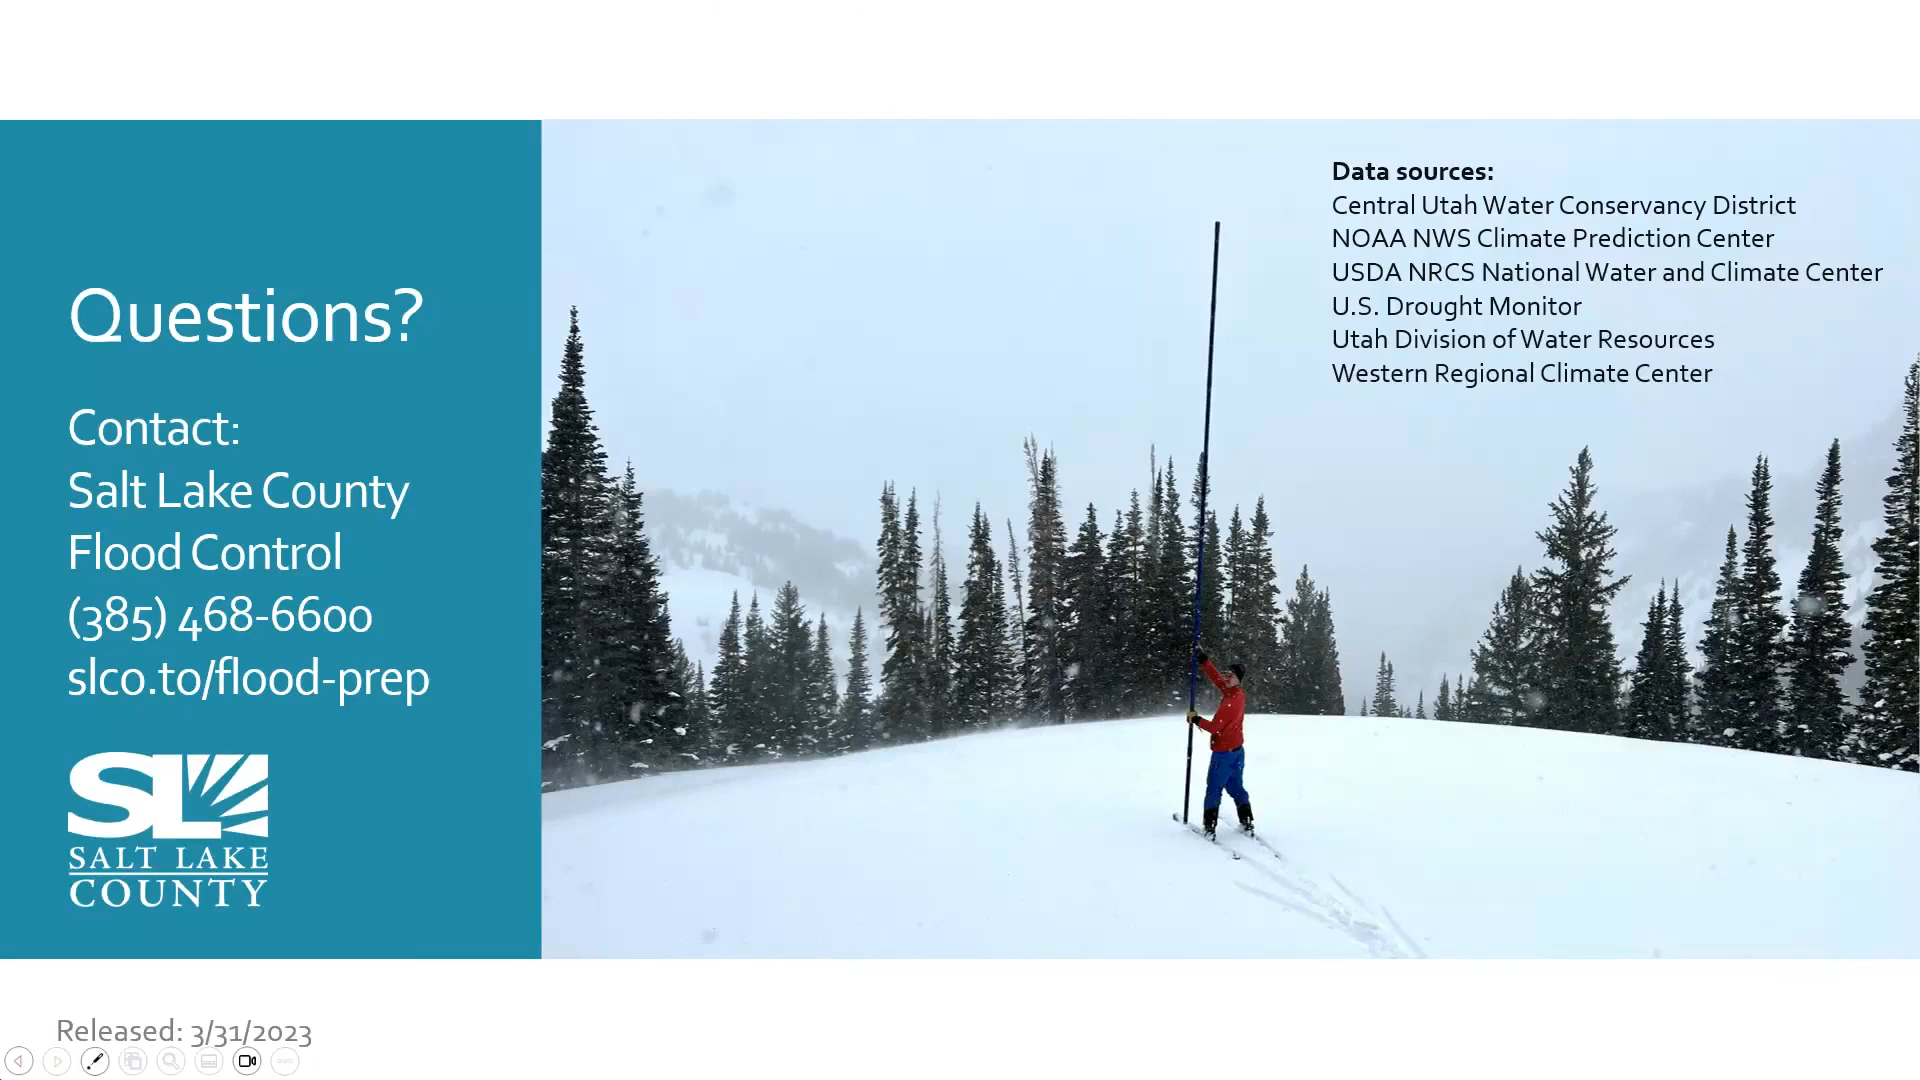 Questions?
Contact:
Salt Lake County
Flood Control
(385) 468-6600
slco.to/flood-prep
SL
SALT LAKE
COUNTY
Data sources:
Central Utah Water Conservancy District
NOAA NWS Climate Prediction Center
USDA NRCS National Water and Climate Center
U.S. Drought Monitor
Utah Division of Water Resources
Western Regional Climate Center
Released: 3/31/2023